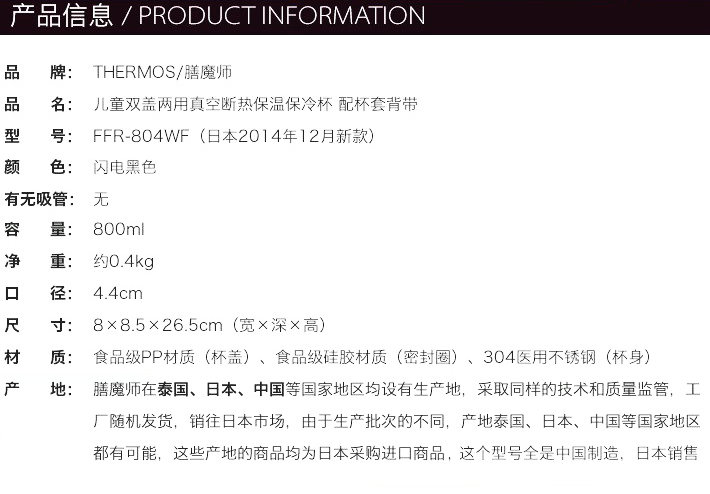 产品信息 / PRODUCT INFORMATION
品 牌： THERMOS/膳魔师
品 名： 儿童双盖两用真空断热保温保冷杯 配杯套背带
型 号： FFR-804WF（日本2014年12月新款）
颜 色： 闪电黑色
有无吸管： 无
容 量： 800ml
净 重： 约0.4kg
口 径： 4.4cm
尺 寸： 8×8.5×26.5cm（宽×深×高）
材 质： 食品级PP材质（杯盖）、食品级硅胶材质（密封圈）、304医用不锈钢（杯身）
产 地： 膳魔师在泰国、日本、中国等国家地区均设有生产地，采取同样的技术和质量监管，工
厂随机发货，销往日本市场，由于生产批次的不同，产地泰国、日本、中国等国家地区
都有可能，这些产地的商品均为日本采购进口商品，这个型号全是中国制造，日本销售